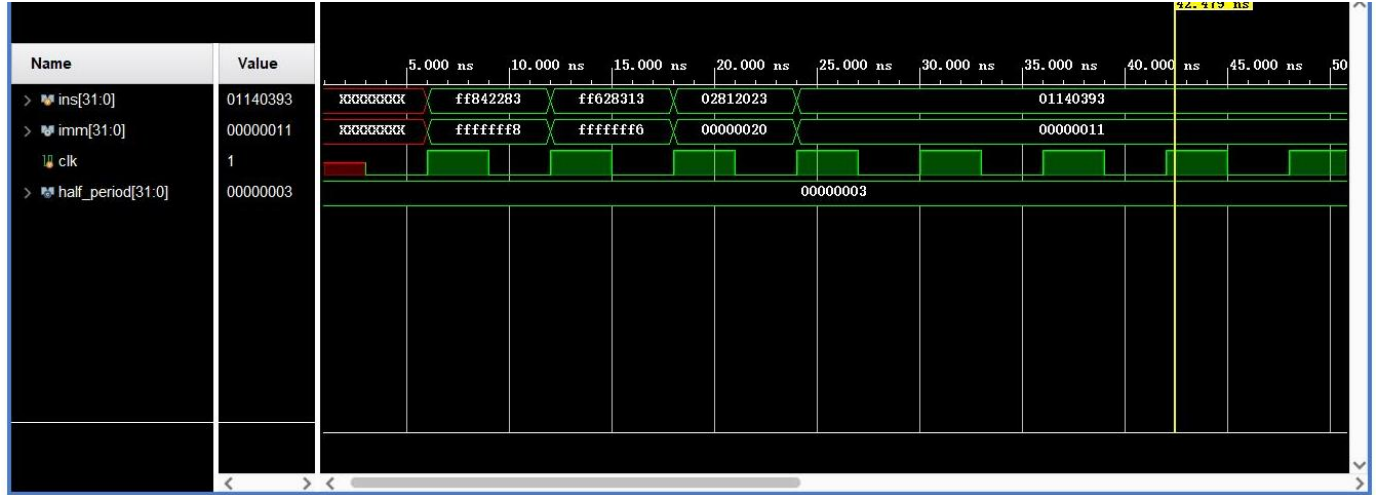 42.479 ns
Name Value 5.000 ns 10.000 ns 15.000 ns 20.000 ns 25.000 ns 30.000 ns 35.000 ns 40.000 ns 45.000 ns 50
> ins[31:0] 01140393 XXXXXXXX ff842283 ff628313 02812023 01140393
> imm[31:0] 00000011 XXXXXXXX fffffff8 fffffff6 00000020 00000011
clk 1
> half_period[31:0] 00000003 00000003